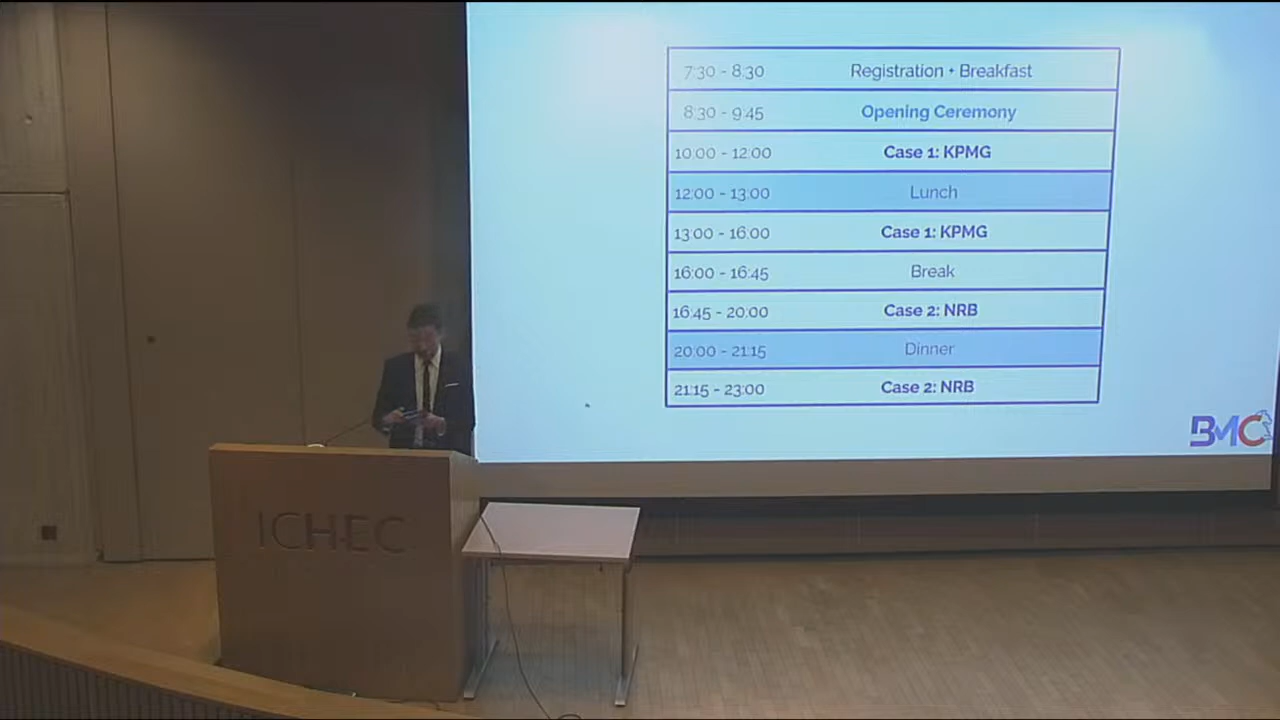 7:30 - 8:30 Registration + Breakfast
8:30 - 9:45 Opening Ceremony
10:00 - 12:00 Case 1: KPMG
12:00 - 13:00 Lunch
13:00 - 16:00 Case 1: KPMG
16:00 - 16:45 Break
16:45 - 20:00 Case 2: NRB
20:00 - 21:15 Dinner
21:15 - 23:00 Case 2: NRB
BMC
ICHEC